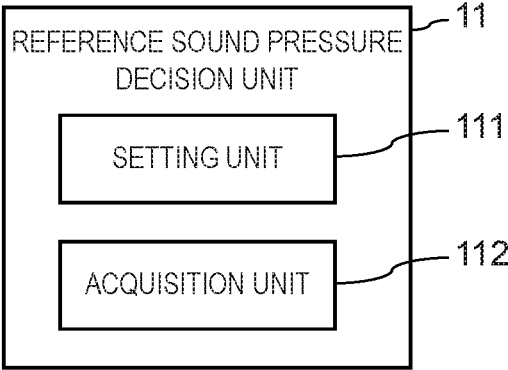 11
REFERENCE SOUND PRESSURE
DECISION UNIT
111
SETTING UNIT
112
ACQUISITION UNIT